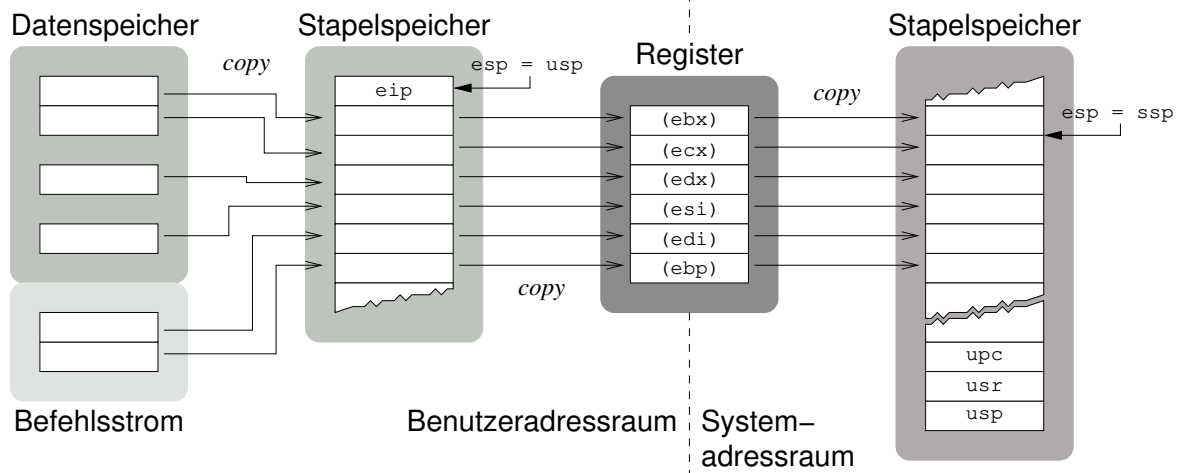 Datenspeicher
Stapelspeicher
Stapelspeicher
Register
copy
esp = usp
copy
esp = ssp
eip
(ebx)
(ecx)
(edx)
(esi)
(edi)
(ebp)
copy
upc
usr
usp
Befehlsstrom
Benutzeradressraum
System–
adressraum